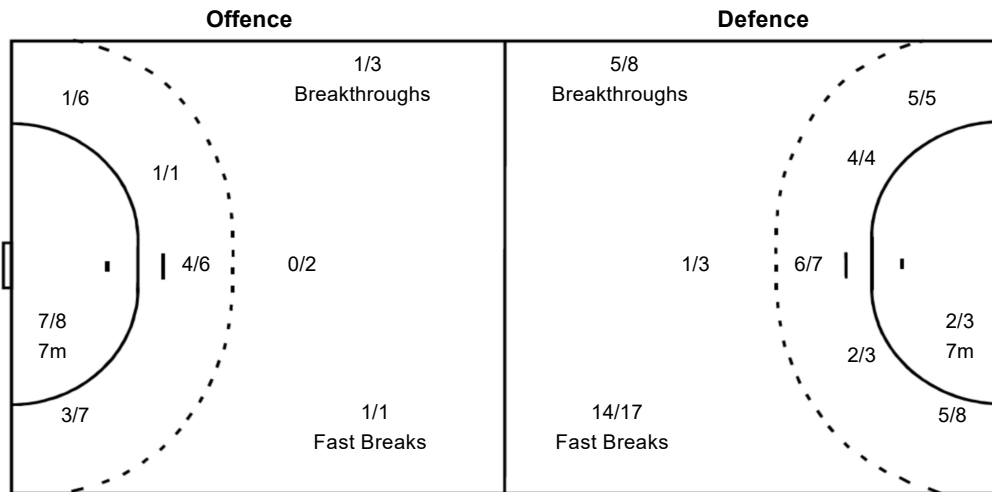 Offence
Defence
1/3
Breakthroughs
1/6
1/1
4/6
0/2
7/8
7m
3/7
1/1
Fast Breaks
5/8
Breakthroughs
5/5
4/4
1/3
6/7
2/3
7m
2/3
14/17
Fast Breaks
5/8